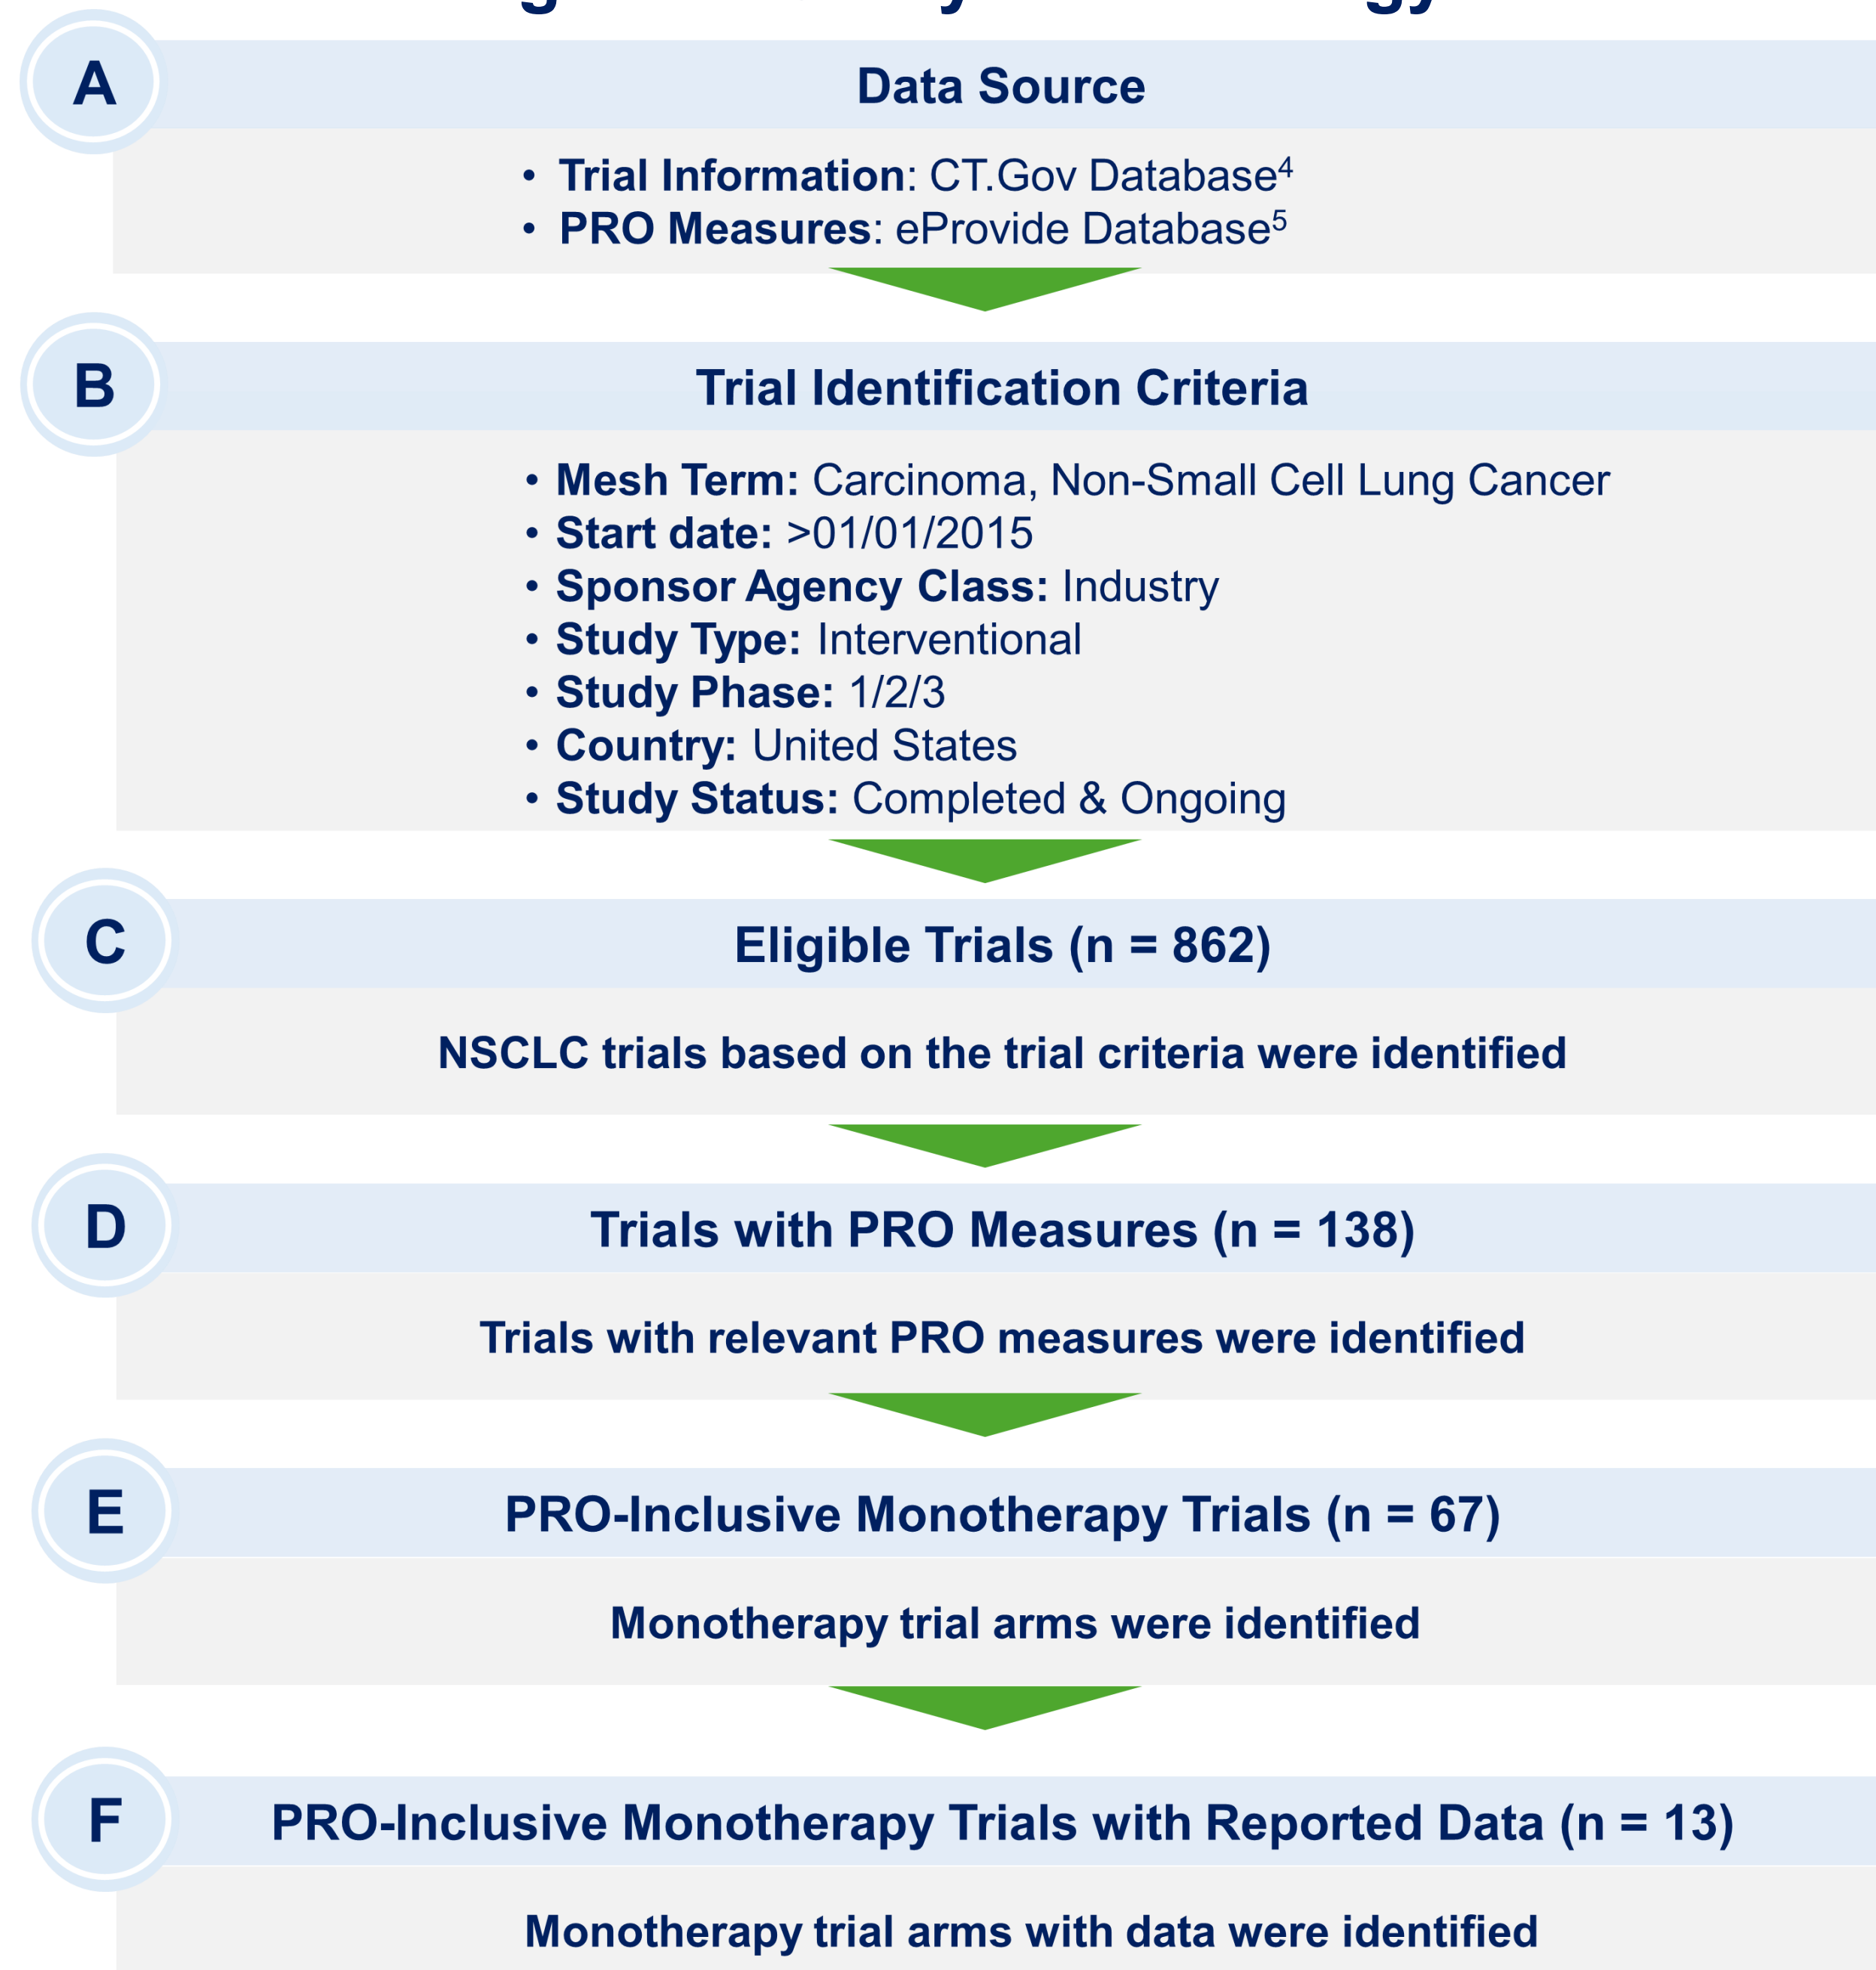 A
Data Source
• Trial Information: CT.Gov Database⁴
• PRO Measures: eProvide Database⁵
B
Trial Identification Criteria
• Mesh Term: Carcinoma, Non-Small Cell Lung Cancer
• Start date: >01/01/2015
• Sponsor Agency Class: Industry
• Study Type: Interventional
• Study Phase: 1/2/3
• Country: United States
• Study Status: Completed & Ongoing
C
Eligible Trials (n = 862)
NSCLC trials based on the trial criteria were identified
D
Trials with PRO Measures (n = 138)
Trials with relevant PRO measures were identified
E
PRO-Inclusive Monotherapy Trials (n = 67)
Monotherapy trial arms were identified
F
PRO-Inclusive Monotherapy Trials with Reported Data (n = 13)
Monotherapy trial arms with data were identified